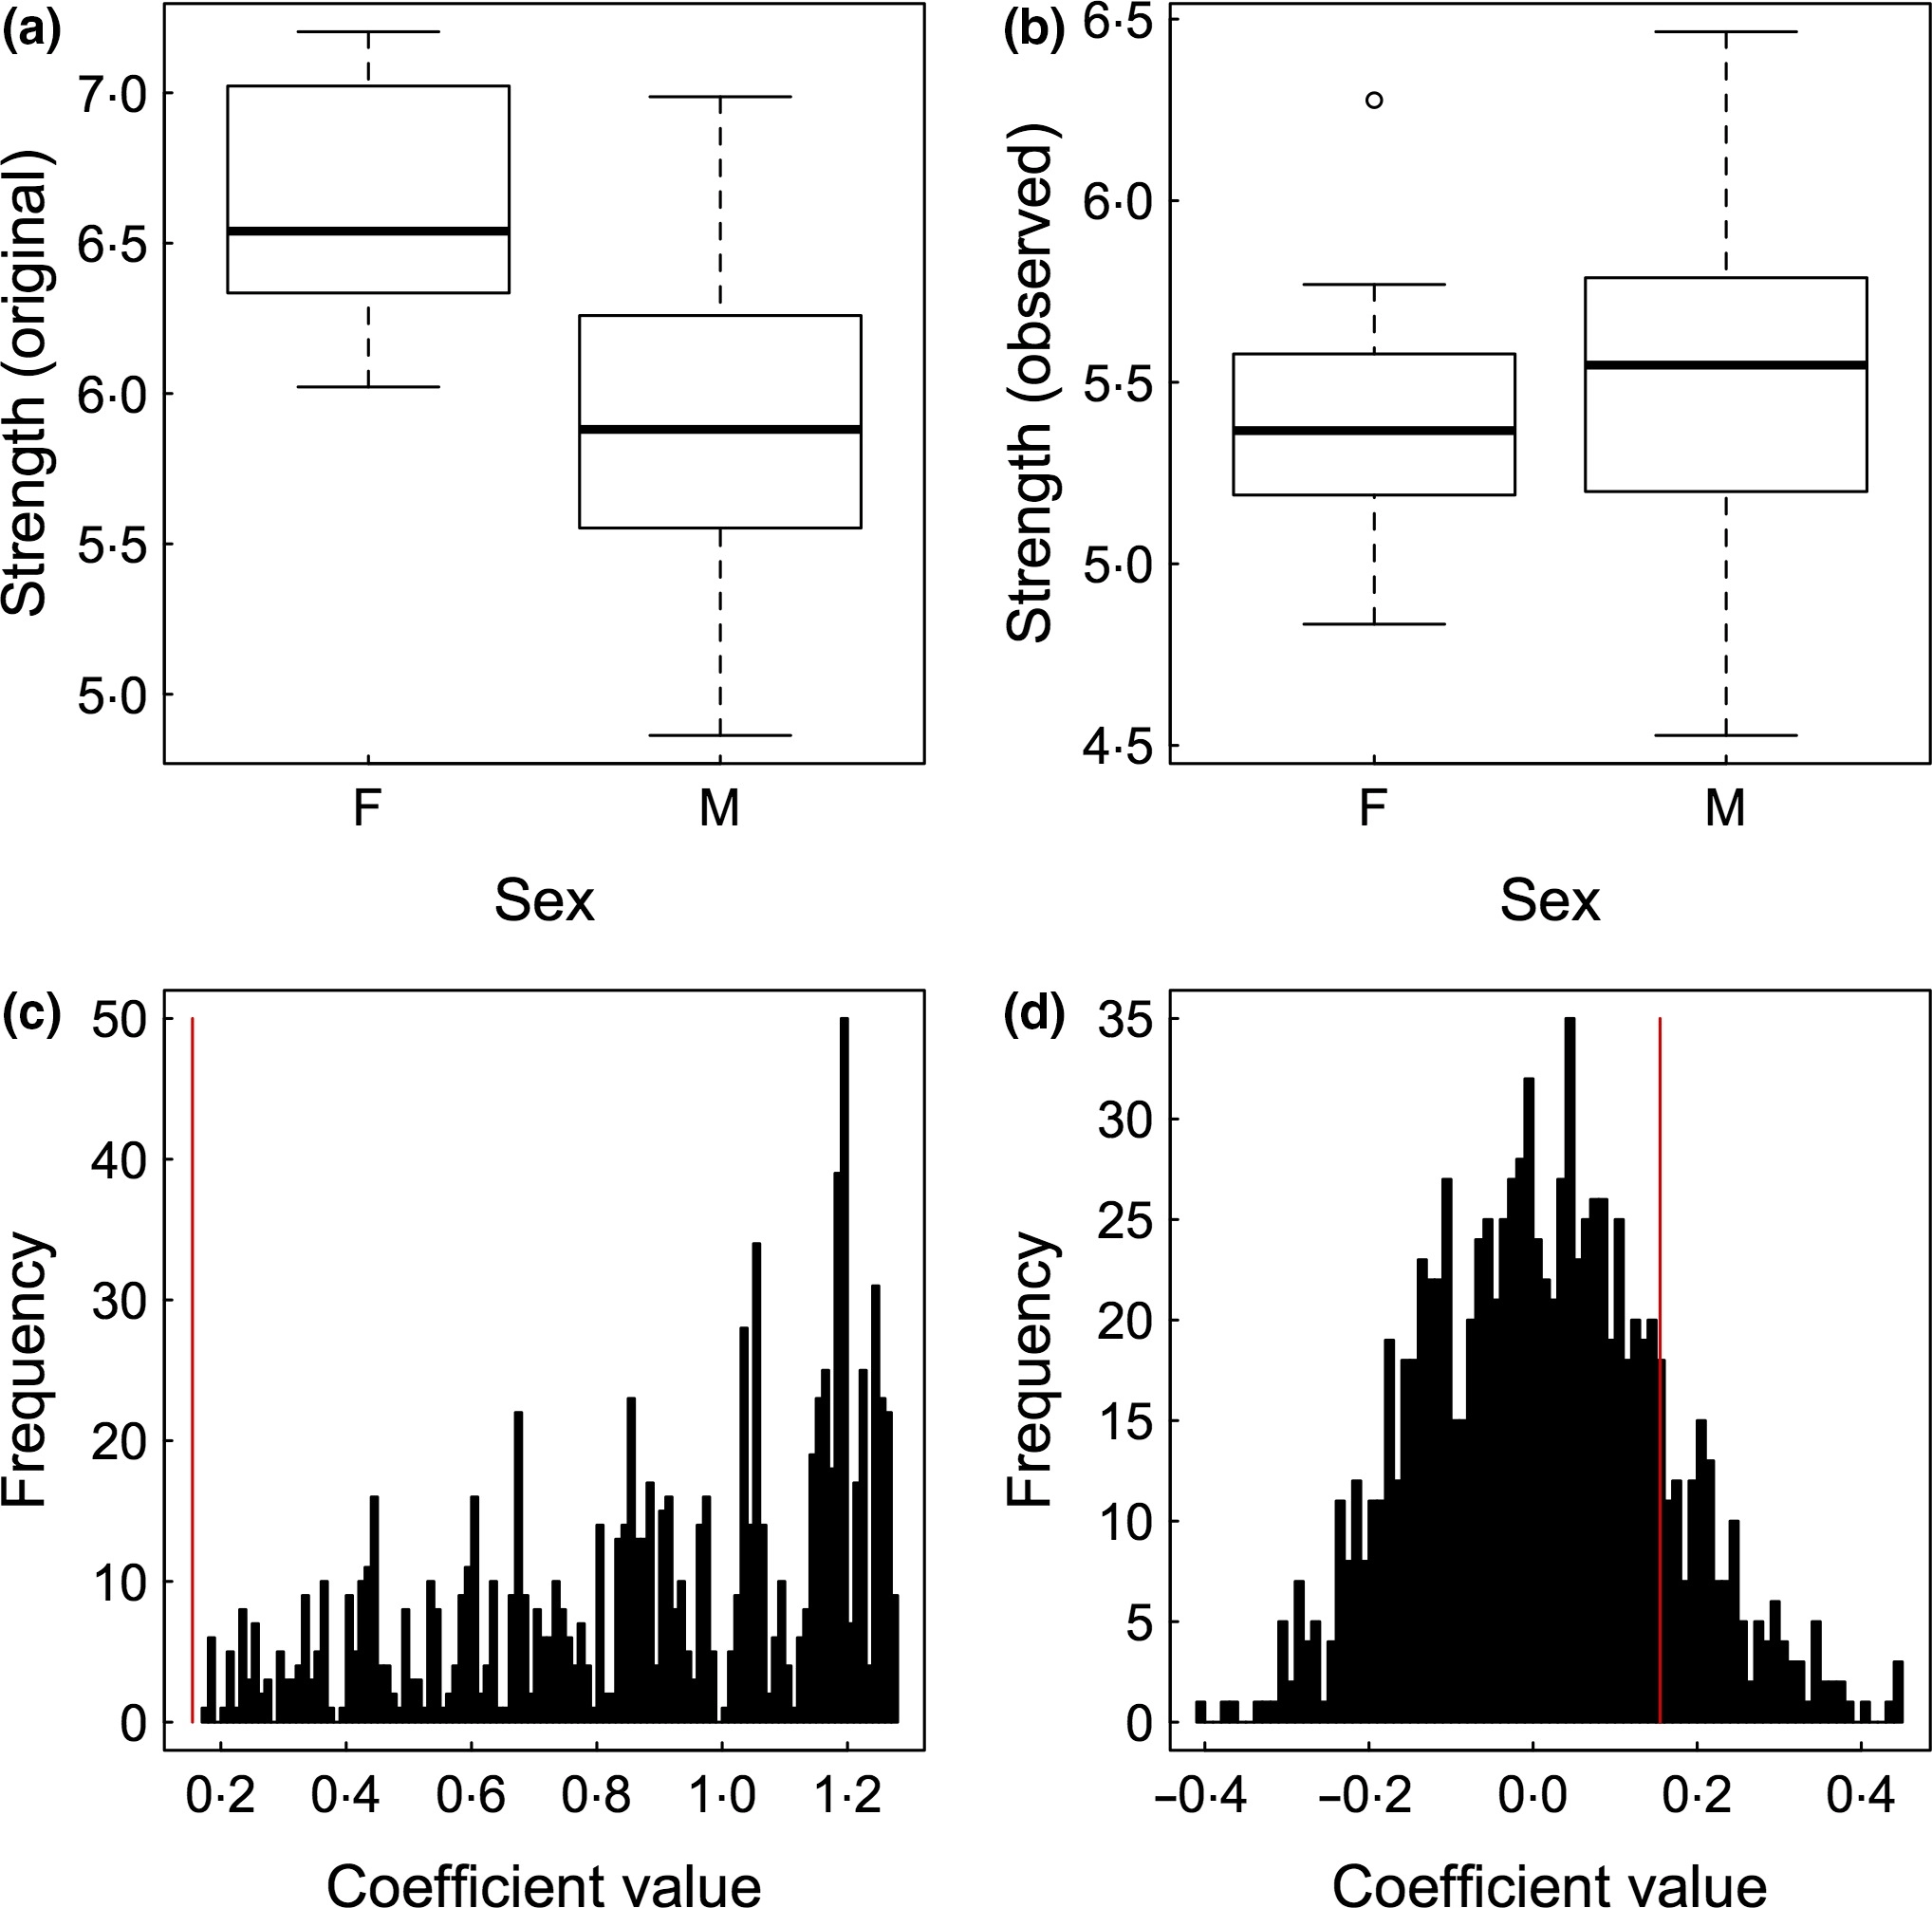 (a)
Strength (original)
7·0
6·5
6·0
5·5
5·0
F M
Sex
(b)
Strength (observed)
6·5
6·0
5·5
5·0
4·5
F M
Sex
(c)
Frequency
50
40
30
20
10
0
0·2 0·4 0·6 0·8 1·0 1·2
Coefficient value
(d)
Frequency
35
30
25
20
15
10
5
0
−0·4 −0·2 0·0 0·2 0·4
Coefficient value